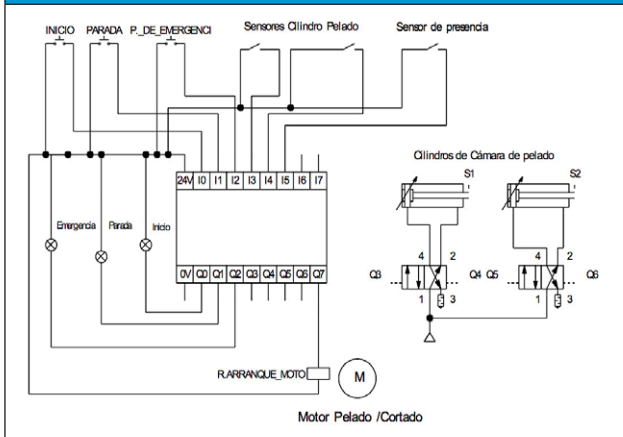 INICIO PARADA P._DE_EMERGENCI Sensores Cilindro Pelado Sensor de presencia
Cilindros de Cámara de pelado
S1 S2
24V I0 I1 I2 I3 I4 I5 I6 I7
Emergencia Parada Inicio
4 2 4 2
0V Q0 Q1 Q2 Q3 Q4 Q5 Q6 Q7
Q3 Q4 Q5 Q6
1 3 1 3
R.ARRANQUE_MOTO M
Motor Pelado /Cortado